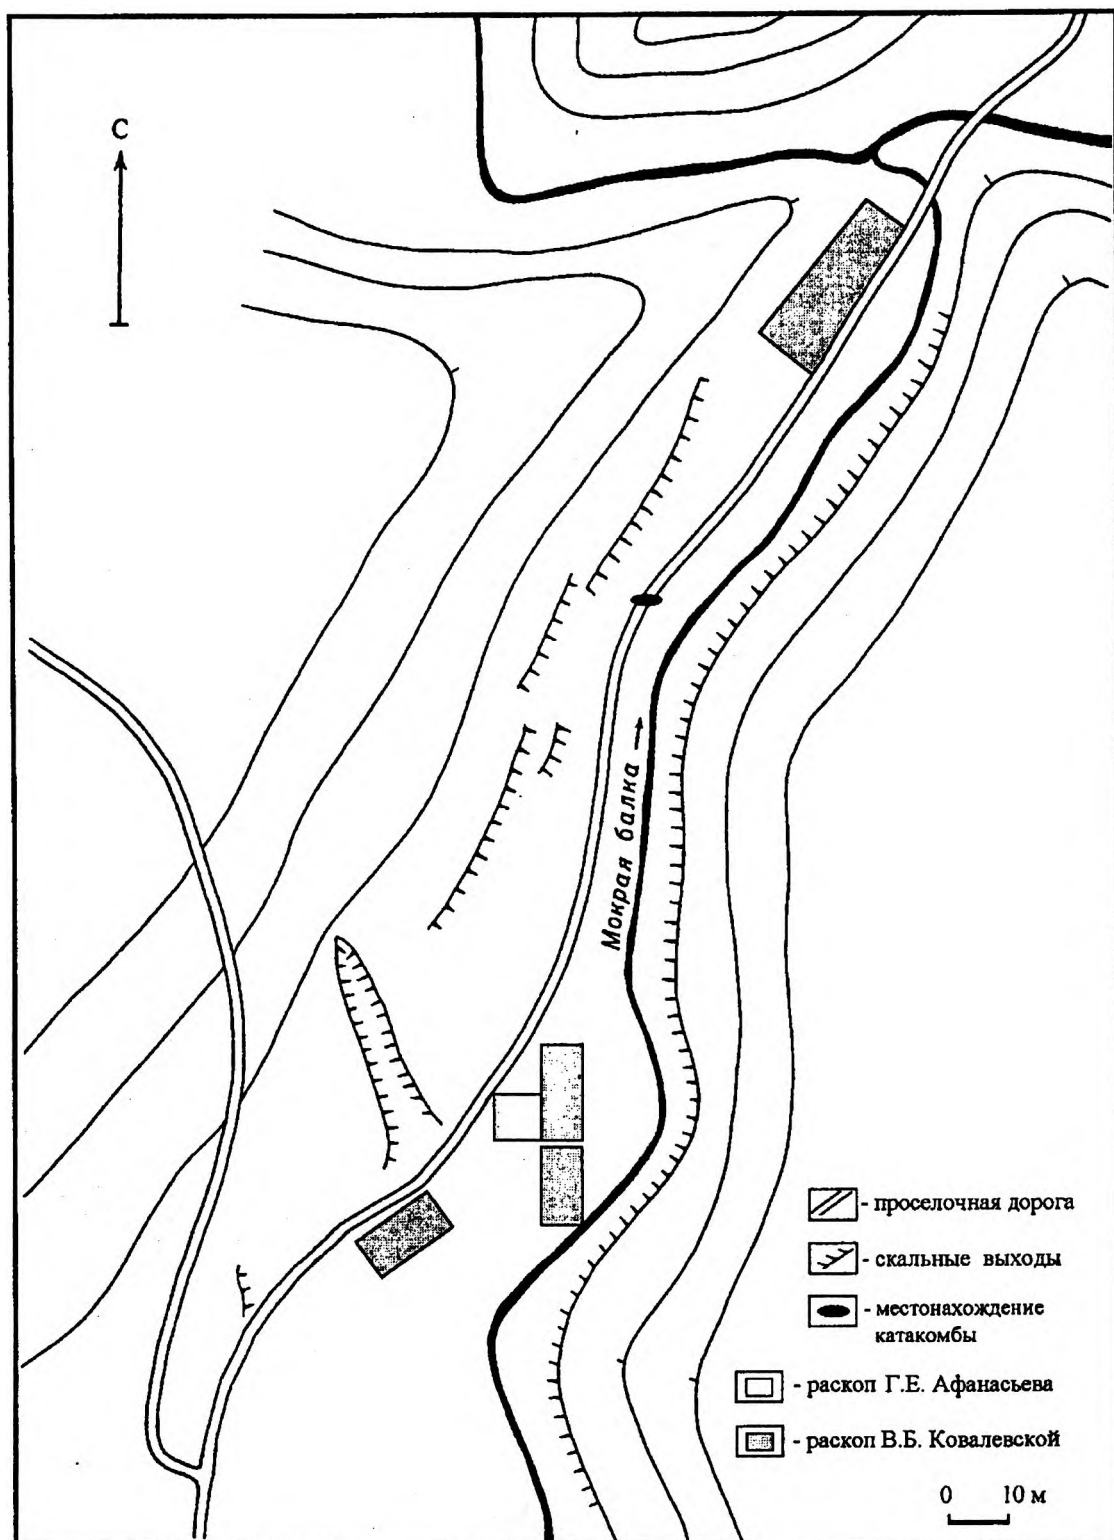 С
Мокрая балка
- проселочная дорога
- скальные выходы
- местонахождение
катакомбы
- раскоп Г.Е. Афанасьева
- раскоп В.Б. Ковалевской
0 10 м